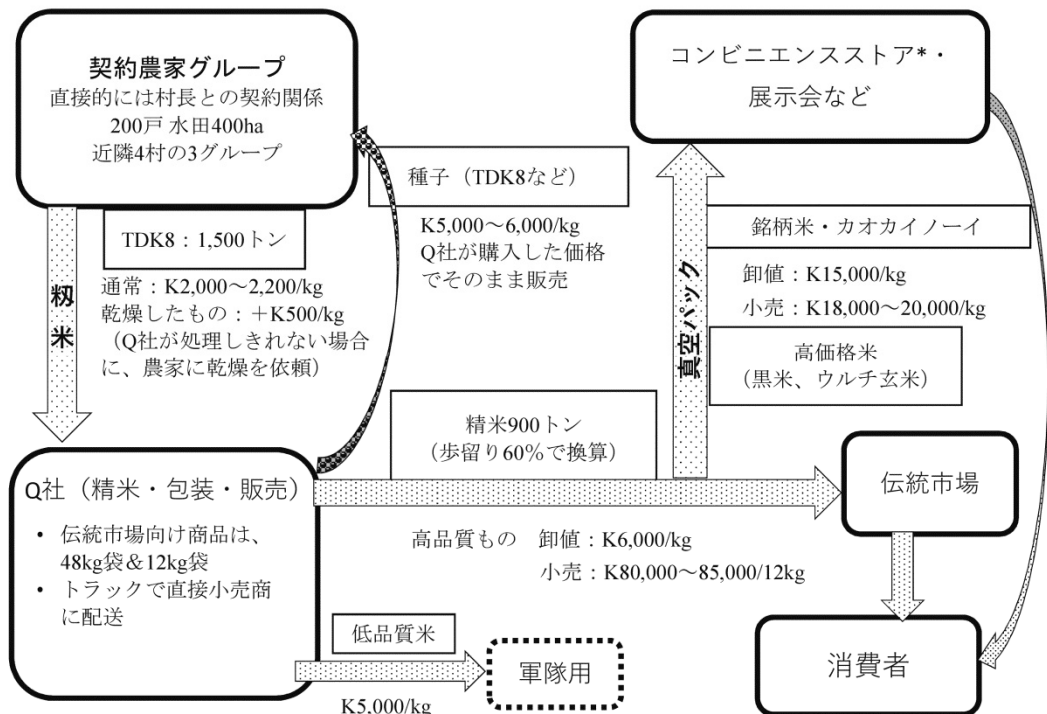 契約農家グループ
直接的には村長との契約関係
200戸 水田400ha
近隣4村の3グループ
コンビニエンスストア*・
展示会など
種子（TDK8など）
K5,000～6,000/kg
Q社が購入した価格
でそのまま販売
TDK8：1,500トン
通常：K2,000～2,200/kg
乾燥したもの：＋K500/kg
（Q社が処理しきれない場合
に、農家に乾燥を依頼）
籾米
真空パック
銘柄米・カオカイノーイ
卸値：K15,000/kg
小売：K18,000～20,000/kg
高価格米
（黒米、ウルチ玄米）
精米900トン
（歩留り60％で換算）
Q社（精米・包装・販売）
• 伝統市場向け商品は、
48kg袋＆12kg袋
• トラックで直接小売商
に配送
伝統市場
高品質もの 卸値：K6,000/kg
小売：K80,000～85,000/12kg
低品質米
K5,000/kg
軍隊用
消費者